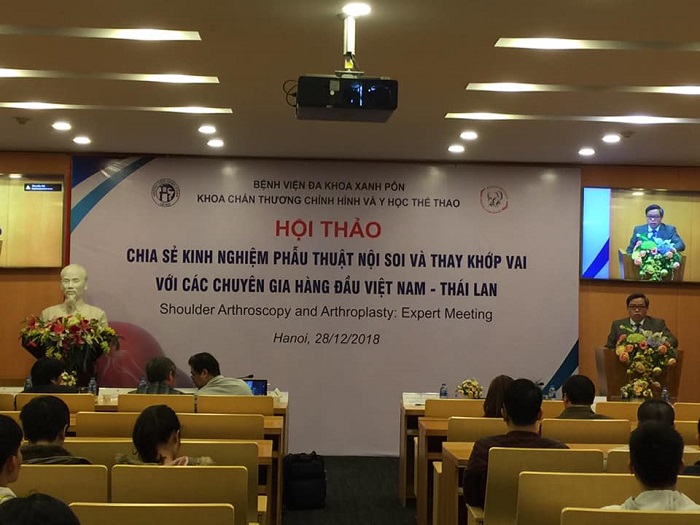 BỆNH VIỆN ĐA KHOA XANH PÔN
KHOA CHẤN THƯƠNG CHỈNH HÌNH VÀ Y HỌC THỂ THAO
HỘI THẢO
CHIA SẺ KINH NGHIỆM PHẪU THUẬT NỘI SOI VÀ THAY KHỚP VAI
VỚI CÁC CHUYÊN GIA HÀNG ĐẦU VIỆT NAM - THÁI LAN
Shoulder Arthroscopy and Arthroplasty: Expert Meeting
Hanoi, 28/12/2018